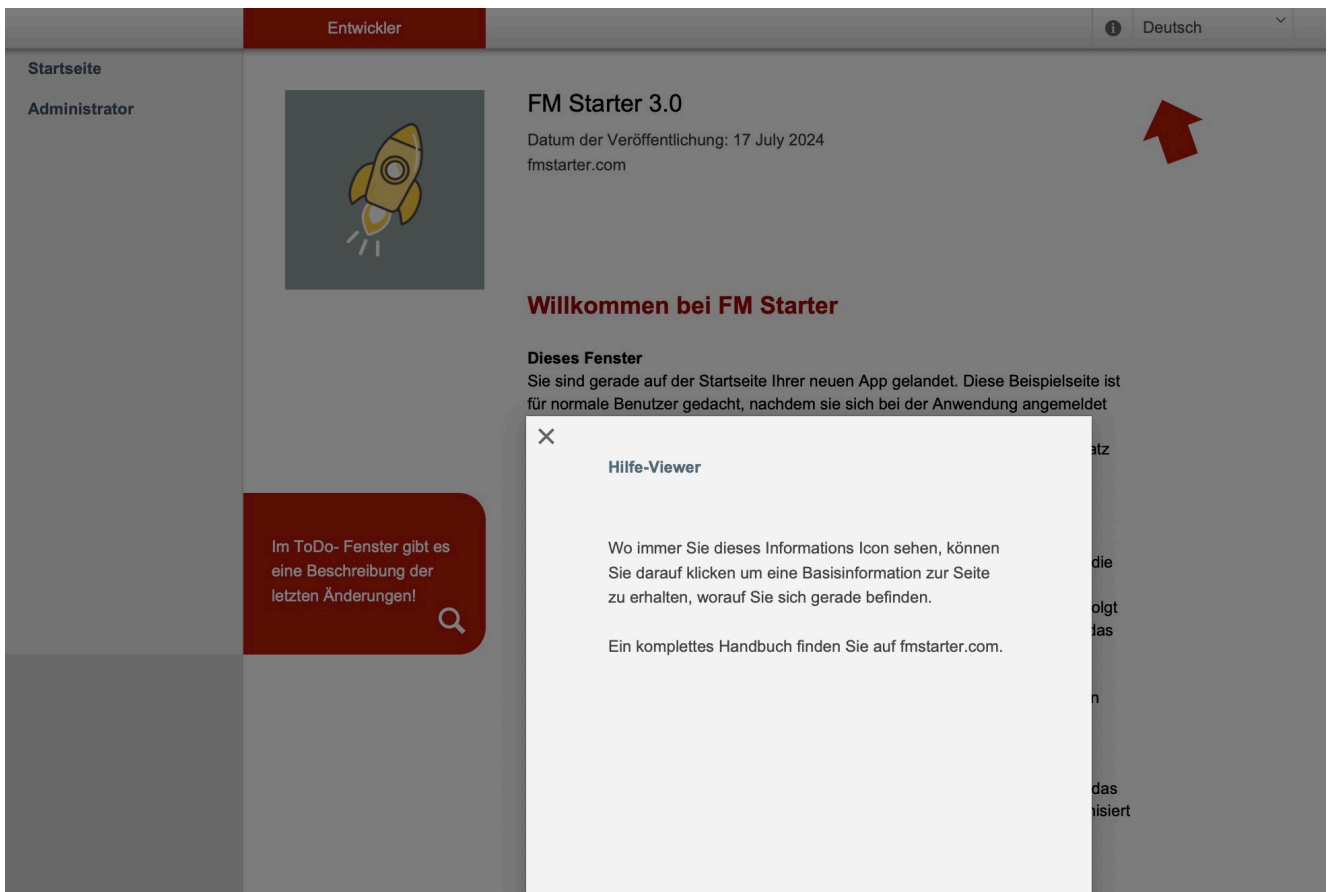 Entwickler
Deutsch
Startseite
Administrator
FM Starter 3.0
Datum der Veröffentlichung: 17 July 2024
fmstarter.com
Willkommen bei FM Starter
Dieses Fenster
Sie sind gerade auf der Startseite Ihrer neuen App gelandet. Diese Beispielseite ist
für normale Benutzer gedacht, nachdem sie sich bei der Anwendung angemeldet
Hilfe-Viewer
Wo immer Sie dieses Informations Icon sehen, können
Sie darauf klicken um eine Basisinformation zur Seite
zu erhalten, worauf Sie sich gerade befinden.
Ein komplettes Handbuch finden Sie auf fmstarter.com.
Im ToDo- Fenster gibt es
eine Beschreibung der
letzten Änderungen!
die
das
das